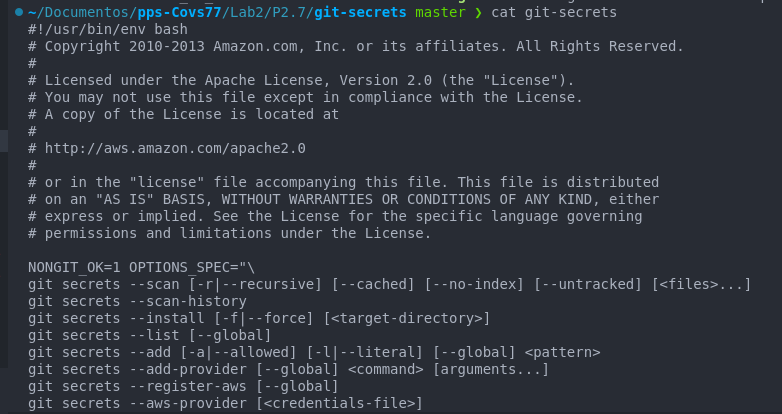 ~/Documentos/pps-Covs77/Lab2/P2.7/git-secrets master ❯ cat git-secrets
#!/usr/bin/env bash
# Copyright 2010-2013 Amazon.com, Inc. or its affiliates. All Rights Reserved.
#
# Licensed under the Apache License, Version 2.0 (the "License").
# You may not use this file except in compliance with the License.
# A copy of the License is located at
#
# http://aws.amazon.com/apache2.0
#
# or in the "license" file accompanying this file. This file is distributed
# on an "AS IS" BASIS, WITHOUT WARRANTIES OR CONDITIONS OF ANY KIND, either
# express or implied. See the License for the specific language governing
# permissions and limitations under the License.

NONGIT_OK=1 OPTIONS_SPEC="\
git secrets --scan [-r|--recursive] [--cached] [--no-index] [--untracked] [<files>...]
git secrets --scan-history
git secrets --install [-f|--force] [<target-directory>]
git secrets --list [--global]
git secrets --add [-a|--allowed] [-l|--literal] [--global] <pattern>
git secrets --add-provider [--global] <command> [arguments...]
git secrets --register-aws [--global]
git secrets --aws-provider [<credentials-file>]